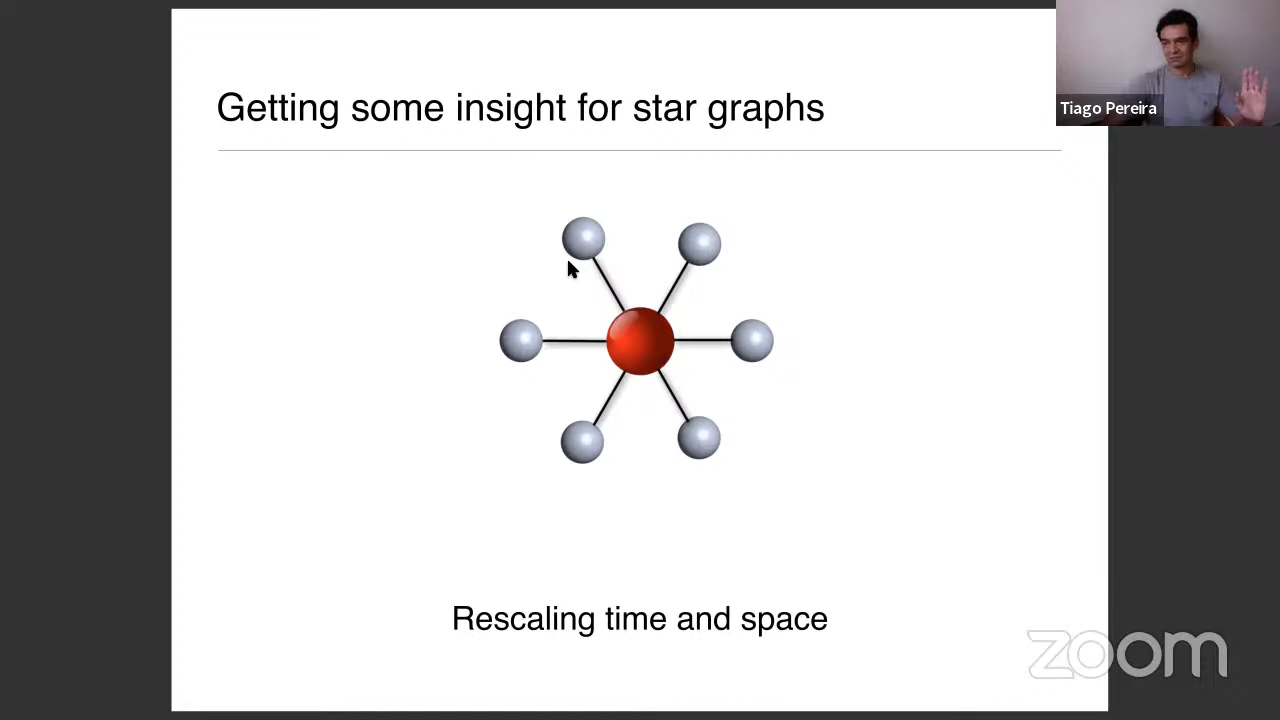 Getting some insight for star graphs
Tiago Pereira
Rescaling time and space
zoom